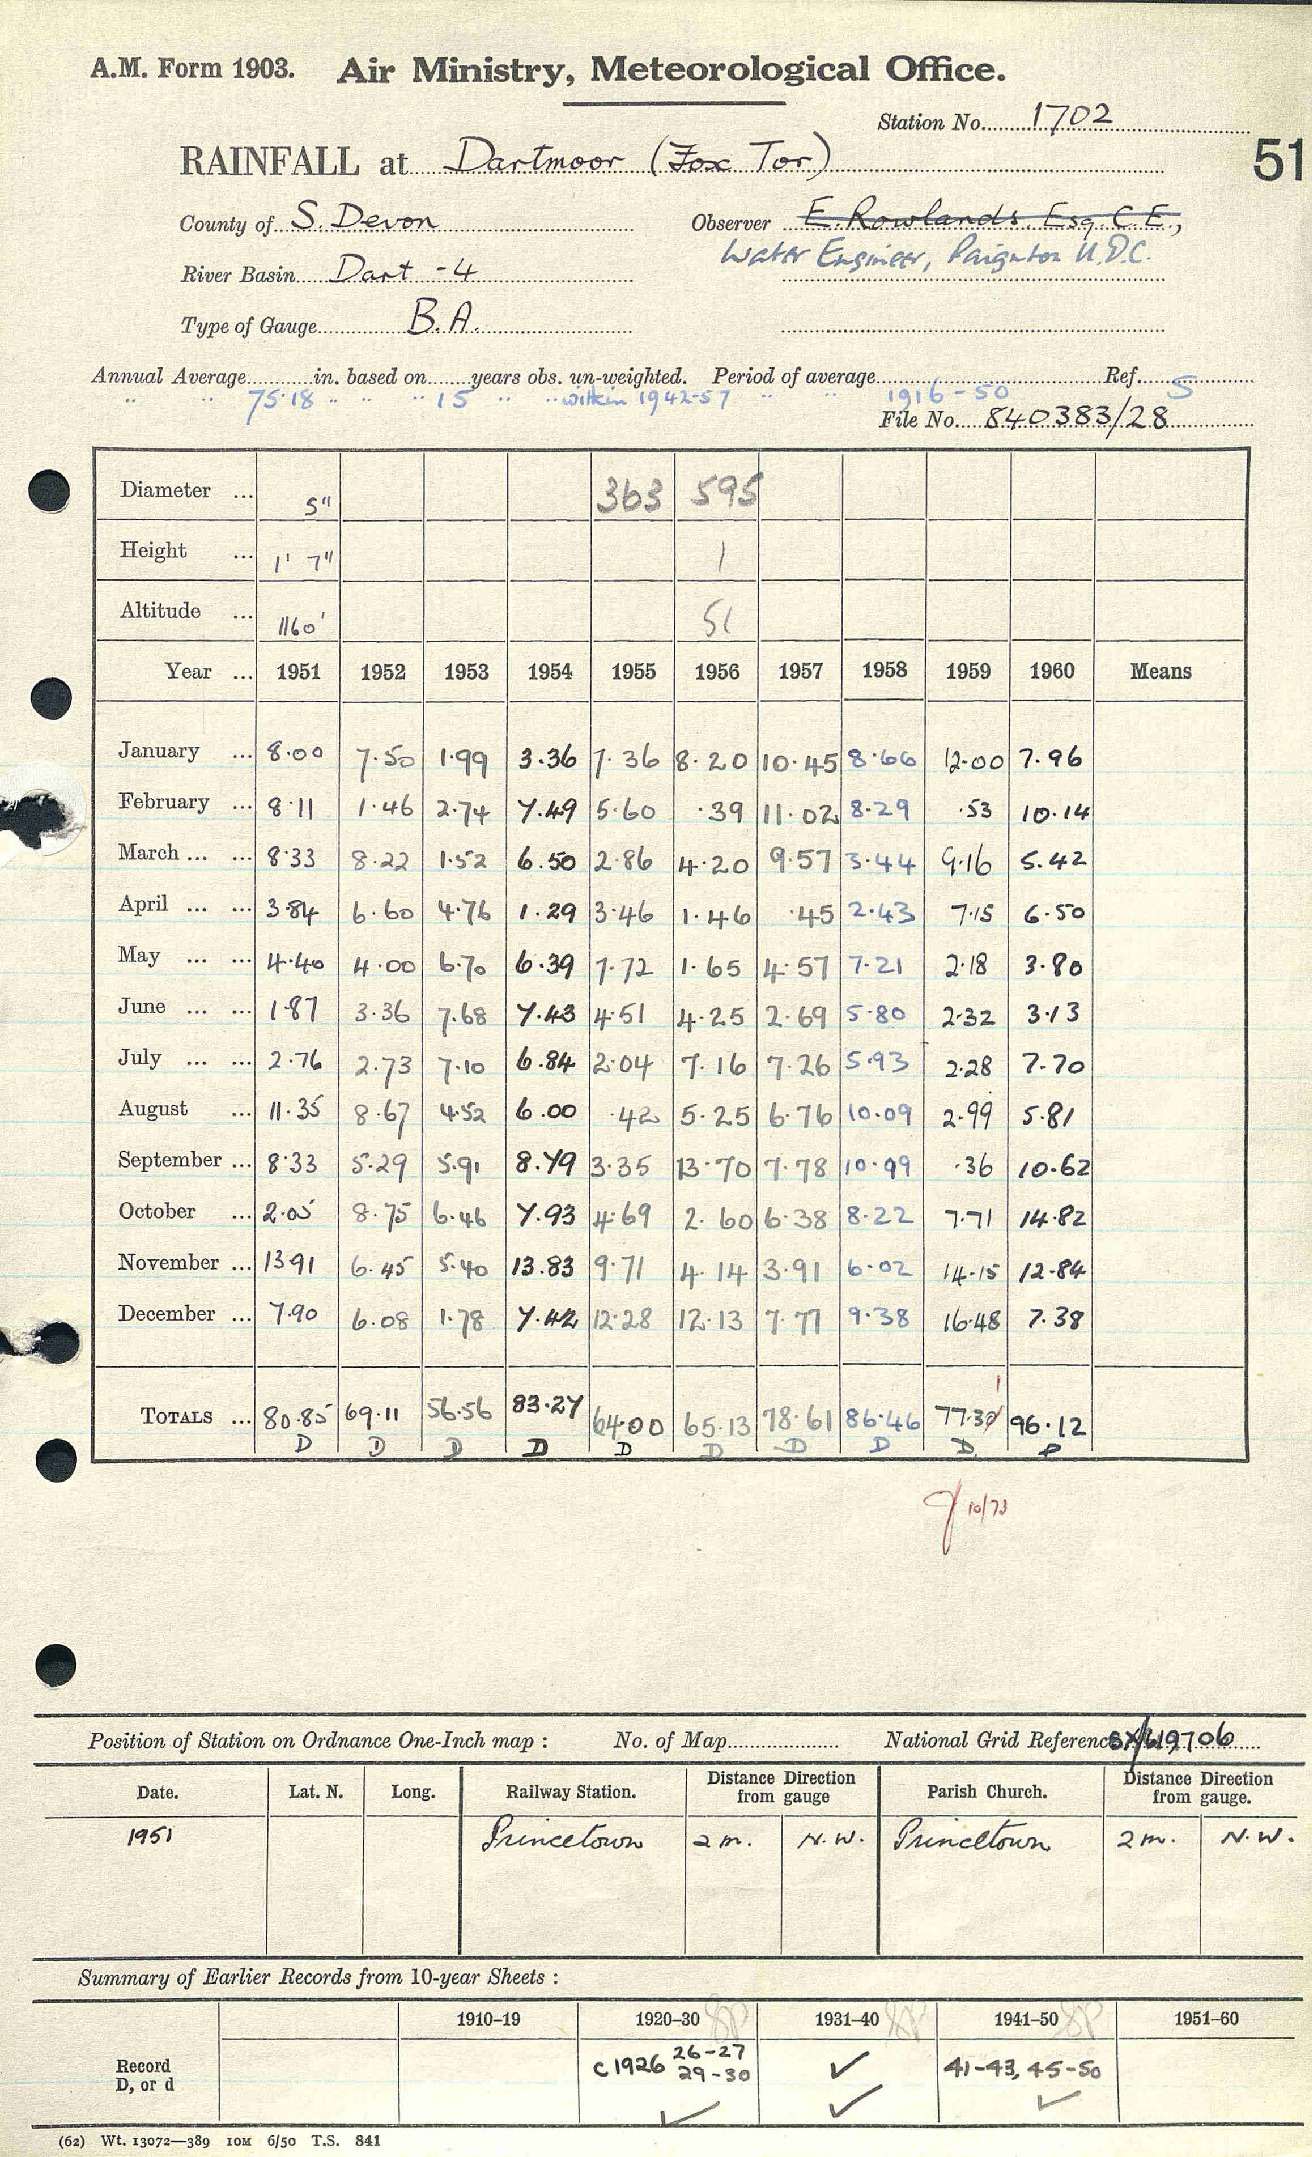 A.M. Form 1903. Air Ministry, Meteorological Office.
Station No. 1702
51
RAINFALL at Dartmoor (Fox Tor)
County of S. Devon Observer E. Rowlands. Esq. C.E.,
Water Engineer, Paignton U.D.C.
River Basin Dart - 4
Type of Gauge B.A.
Annual Average in. based on years obs. un-weighted. Period of average Ref. S
" " 75.18 " " " 15 " " within 1942-57 " " 1916-50
File No. 840383/28
Diameter ... 5" 363 595
Height ... 1' 7" 1
Altitude ... 1160' 51
Year ... 1951 1952 1953 1954 1955 1956 1957 1958 1959 1960 Means
January ... 8.00 7.50 1.99 3.36 7.36 8.20 10.45 8.66 12.00 7.96
February ... 8.11 1.46 2.74 7.49 5.60 .39 11.02 8.29 .53 10.14
March ... ... 8.33 8.22 1.52 6.50 2.86 4.20 9.57 3.44 9.16 5.42
April ... ... 3.84 6.60 4.76 1.29 3.46 1.46 .45 2.43 7.15 6.50
May ... ... 4.40 4.00 6.70 6.39 7.72 1.65 4.57 7.21 2.18 3.80
June ... ... 1.87 3.36 7.68 7.43 4.51 4.25 2.69 5.80 2.32 3.13
July ... ... 2.76 2.73 7.10 6.84 2.04 7.16 7.26 5.93 2.28 7.70
August ... 11.35 8.67 4.52 6.00 .42 5.25 6.76 10.09 2.99 5.81
September ... 8.33 5.29 5.91 8.79 3.35 13.70 7.78 10.99 .36 10.62
October ... 2.05 8.75 6.46 7.93 4.69 2.60 6.38 8.22 7.71 14.82
November ... 13.91 6.45 5.40 13.83 9.71 4.14 3.91 6.02 14.15 12.84
December ... 7.90 6.08 1.78 7.42 12.28 12.13 7.77 9.38 16.48 7.38
1
TOTALS ... 80.85 69.11 56.56 83.27 64.00 65.13 78.61 86.46 77.30 96.12
D D D D D D D D D D
10/73
Position of Station on Ordnance One-Inch map : No. of Map National Grid Reference SX/619706
Date. Lat. N. Long. Railway Station. Distance Direction from gauge Parish Church. Distance Direction from gauge.
1951 Princetown 2 m. N.W. Princetown 2 m. N.W.
Summary of Earlier Records from 10-year Sheets :
1910–19 1920–30 1931–40 1941–50 1951–60
Record D, or d c1926 26-27 29-30 ✓ 41-43, 45-50
✓ ✓ ✓
(62) Wt. 13072—389 10M 6/50 T.S. 841